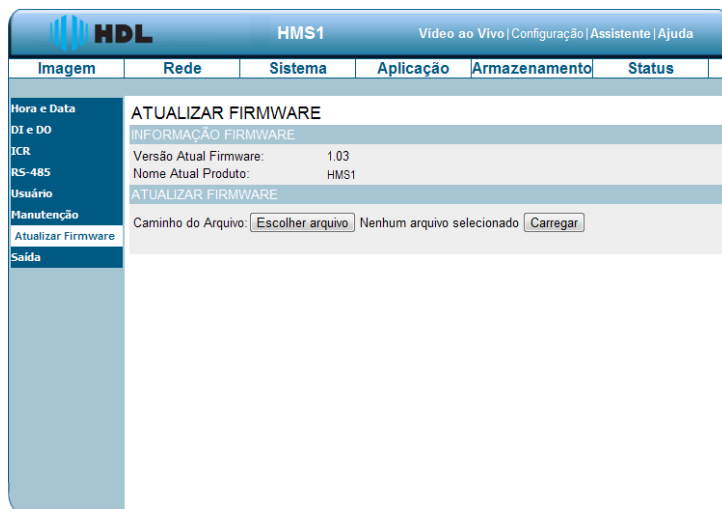 HDL
HMS1
Video ao Vivo|Configuração|Assistente|Ajuda
Imagem Rede Sistema Aplicação Armazenamento Status
Hora e Data
DI e DO
ICR
RS-485
Usuário
Manutenção
Atualizar Firmware
Saída
ATUALIZAR FIRMWARE
INFORMAÇÃO FIRMWARE
Versão Atual Firmware: 1.03
Nome Atual Produto: HMS1
ATUALIZAR FIRMWARE
Caminho do Arquivo: Escolher arquivo Nenhum arquivo selecionado Carregar